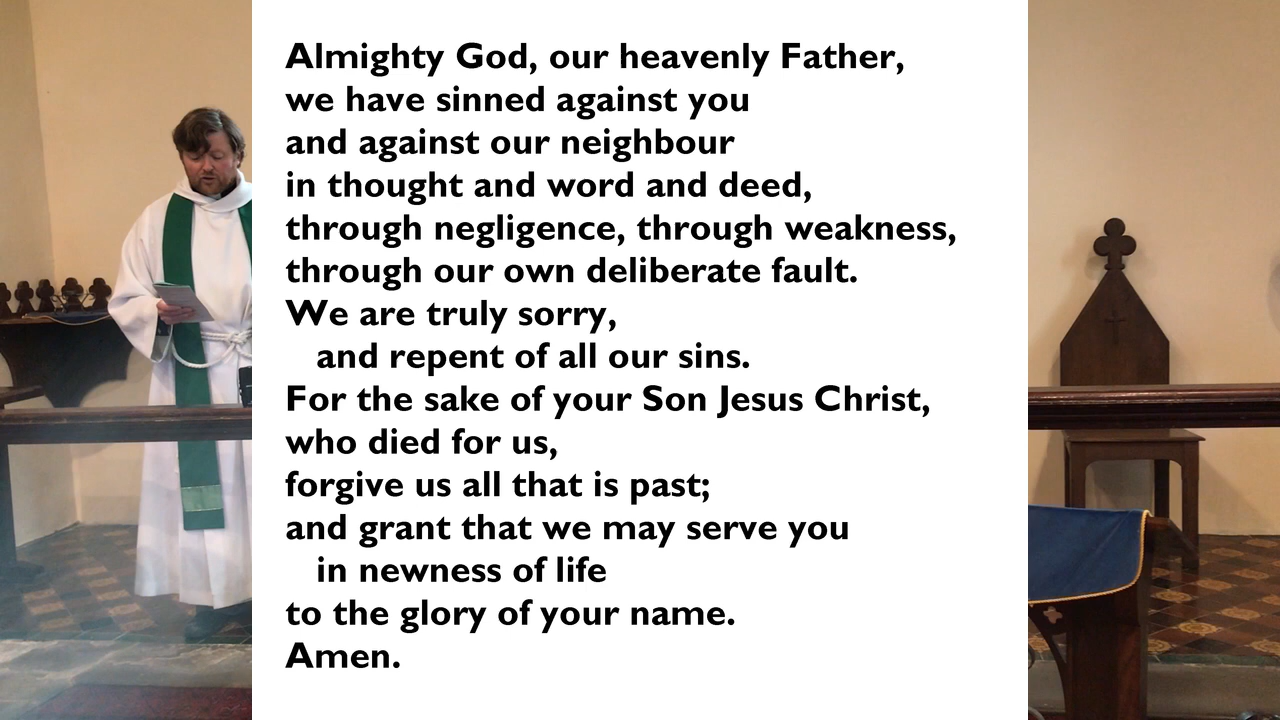 Almighty God, our heavenly Father,
we have sinned against you
and against our neighbour
in thought and word and deed,
through negligence, through weakness,
through our own deliberate fault.
We are truly sorry,
and repent of all our sins.
For the sake of your Son Jesus Christ,
who died for us,
forgive us all that is past;
and grant that we may serve you
in newness of life
to the glory of your name.
Amen.